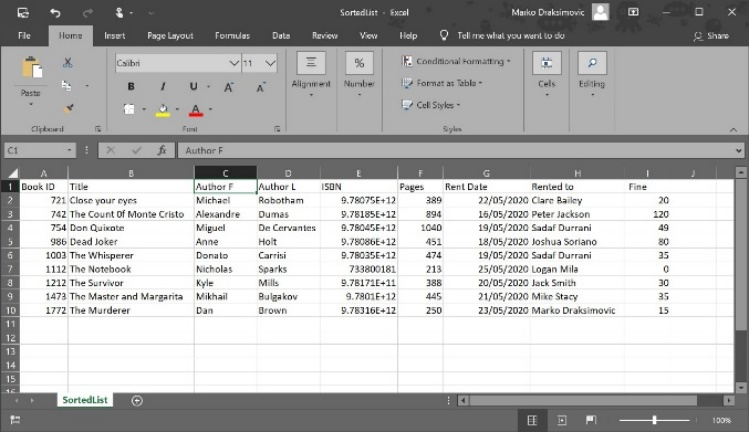 SortedList - Excel Marko Draksimovic
File Home Insert Page Layout Formulas Data Review View Help Tell me what you want to do Share
Calibri 11 % Conditional Formatting
Paste B I U A A Alignment Number Format as Table Cells Editing
A Cell Styles
Clipboard Font Styles
C1 fx Author F
A B C D E F G H I J
1 Book ID Title Author F Author L ISBN Pages Rent Date Rented to Fine
2 721 Close your eyes Michael Robotham 9.78075E+12 389 22/05/2020 Clare Bailey 20
3 742 The Count Of Monte Cristo Alexandre Dumas 9.78185E+12 894 16/05/2020 Peter Jackson 120
4 754 Don Quixote Miguel De Cervantes 9.78045E+12 1040 19/05/2020 Sadaf Durrani 49
5 986 Dead Joker Anne Holt 9.78086E+12 451 18/05/2020 Joshua Soriano 80
6 1003 The Whisperer Donato Carrisi 9.78035E+12 474 19/05/2020 Sadaf Durrani 35
7 1112 The Notebook Nicholas Sparks 733800181 213 25/05/2020 Logan Mila 0
8 1212 The Survivor Kyle Mills 9.78171E+11 388 20/05/2020 Jack Smith 30
9 1473 The Master and Margarita Mikhail Bulgakov 9.7801E+12 445 21/05/2020 Mike Stacy 35
10 1772 The Murderer Dan Brown 9.78316E+12 250 23/05/2020 Marko Draksimovic 15
11
12
13
14
15
16
SortedList
100%